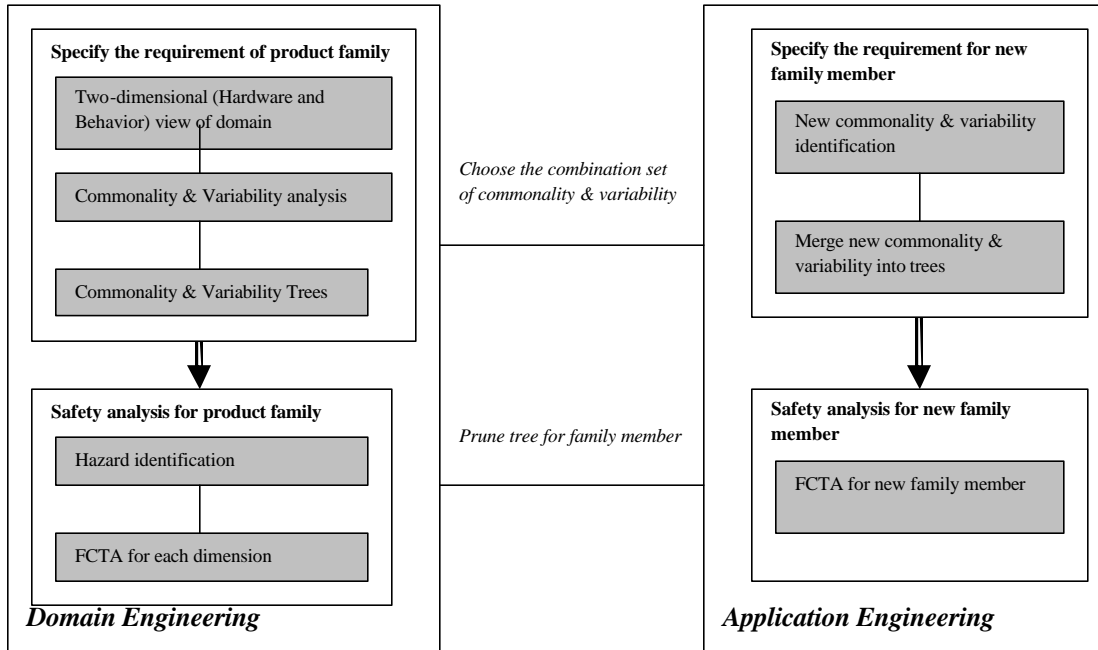 Specify the requirement of product family
Two-dimensional (Hardware and
Behavior) view of domain
Commonality & Variability analysis
Commonality & Variability Trees
Safety analysis for product family
Hazard identification
FCTA for each dimension
Domain Engineering
Choose the combination set
of commonality & variability
Prune tree for family member
Specify the requirement for new
family member
New commonality & variability
identification
Merge new commonality &
variability into trees
Safety analysis for new family
member
FCTA for new family member
Application Engineering